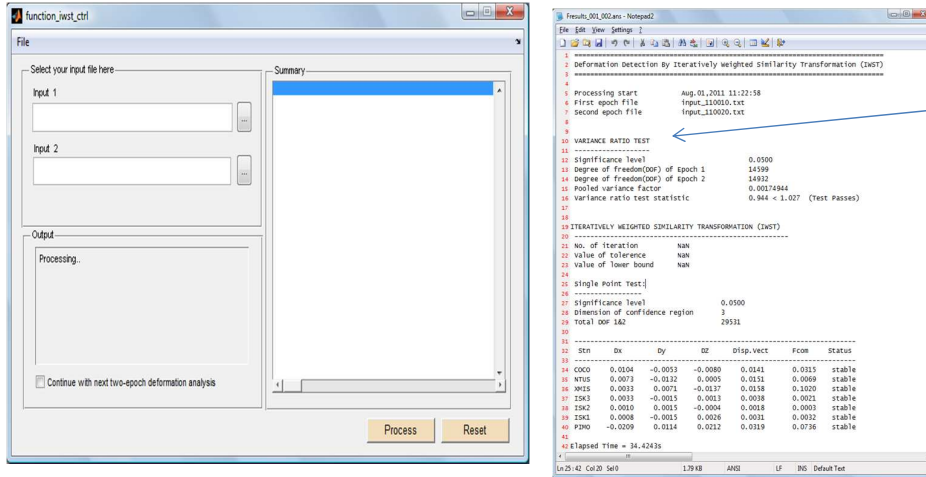 function_iwst_ctrl
File
Select your input file here
Input 1
...
Input 2
...
Output
Processing..
Continue with next two-epoch deformation analysis
Summary
Process Reset
Fresults_001_002.ans - Notepad2
File Edit View Settings ?
1 ==============================================================================
2 Deformation Detection By Iteratively Weighted Similarity Transformation (IWST)
3 ==============================================================================
4
5 Processing start Aug.01,2011 11:22:58
6 First epoch file input_110010.txt
7 Second epoch file input_110020.txt
8
9
10 VARIANCE RATIO TEST
11 -------------------
12 Significance level 0.0500
13 Degree of freedom(DOF) of Epoch 1 14599
14 Degree of freedom(DOF) of Epoch 2 14932
15 Pooled variance factor 0.00174944
16 Variance ratio test statistic 0.944 < 1.027 (Test Passes)
17
18
19 ITERATIVELY WEIGHTED SIMILARITY TRANSFORMATION (IWST)
20 ------------------------------------------------------
21 No. of iteration NaN
22 Value of tolerence NaN
23 Value of lower bound NaN
24
25 Single Point Test:
26 -----------------
27 Significance level 0.0500
28 Dimension of confidence region 3
29 Total DOF 1&2 29531
30
31 -----------------------------------------------------------------------
32 Stn Dx Dy DZ Disp.Vect Fcom Status
33 -----------------------------------------------------------------------
34 COCO 0.0104 -0.0053 -0.0080 0.0141 0.0315 stable
35 NTUS 0.0073 -0.0132 0.0005 0.0151 0.0069 stable
36 XMIS 0.0033 0.0071 -0.0137 0.0158 0.1020 stable
37 ISK3 0.0033 -0.0015 0.0013 0.0038 0.0021 stable
38 ISK2 0.0010 0.0015 -0.0004 0.0018 0.0003 stable
39 ISK1 0.0008 -0.0015 0.0026 0.0031 0.0032 stable
40 PIMO -0.0209 0.0114 0.0212 0.0319 0.0736 stable
41
42 Elapsed Time = 34.4243s
Ln 25 : 42 Col 20 Sel 0 1.79 KB ANSI LF INS Default Text